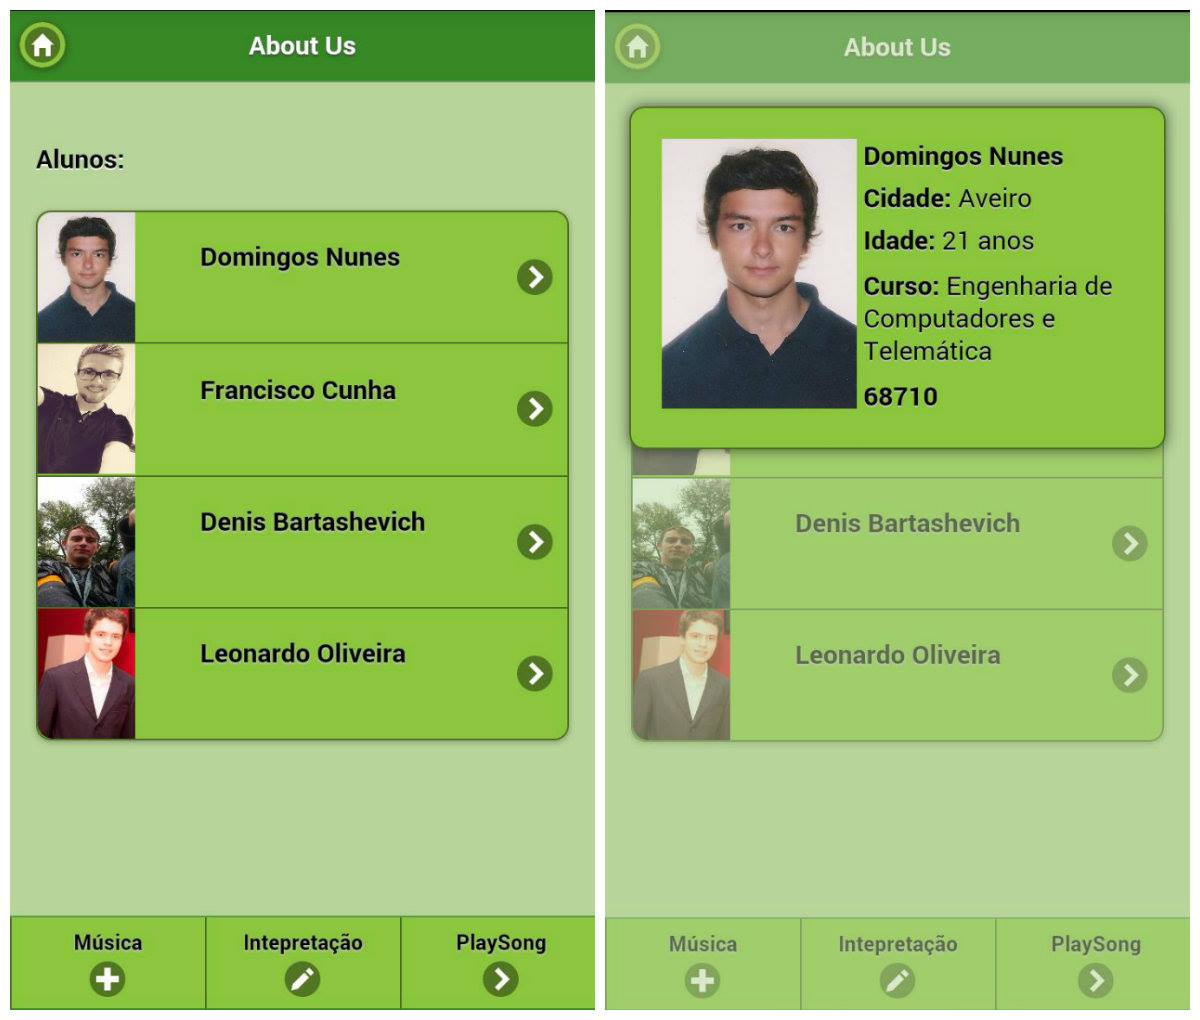 About Us
Alunos:
Domingos Nunes
Francisco Cunha
Denis Bartashevich
Leonardo Oliveira
Música
Intepretação
PlaySong
About Us
Domingos Nunes
Cidade: Aveiro
Idade: 21 anos
Curso: Engenharia de
Computadores e
Telemática
68710
Denis Bartashevich
Leonardo Oliveira
Música
Intepretação
PlaySong